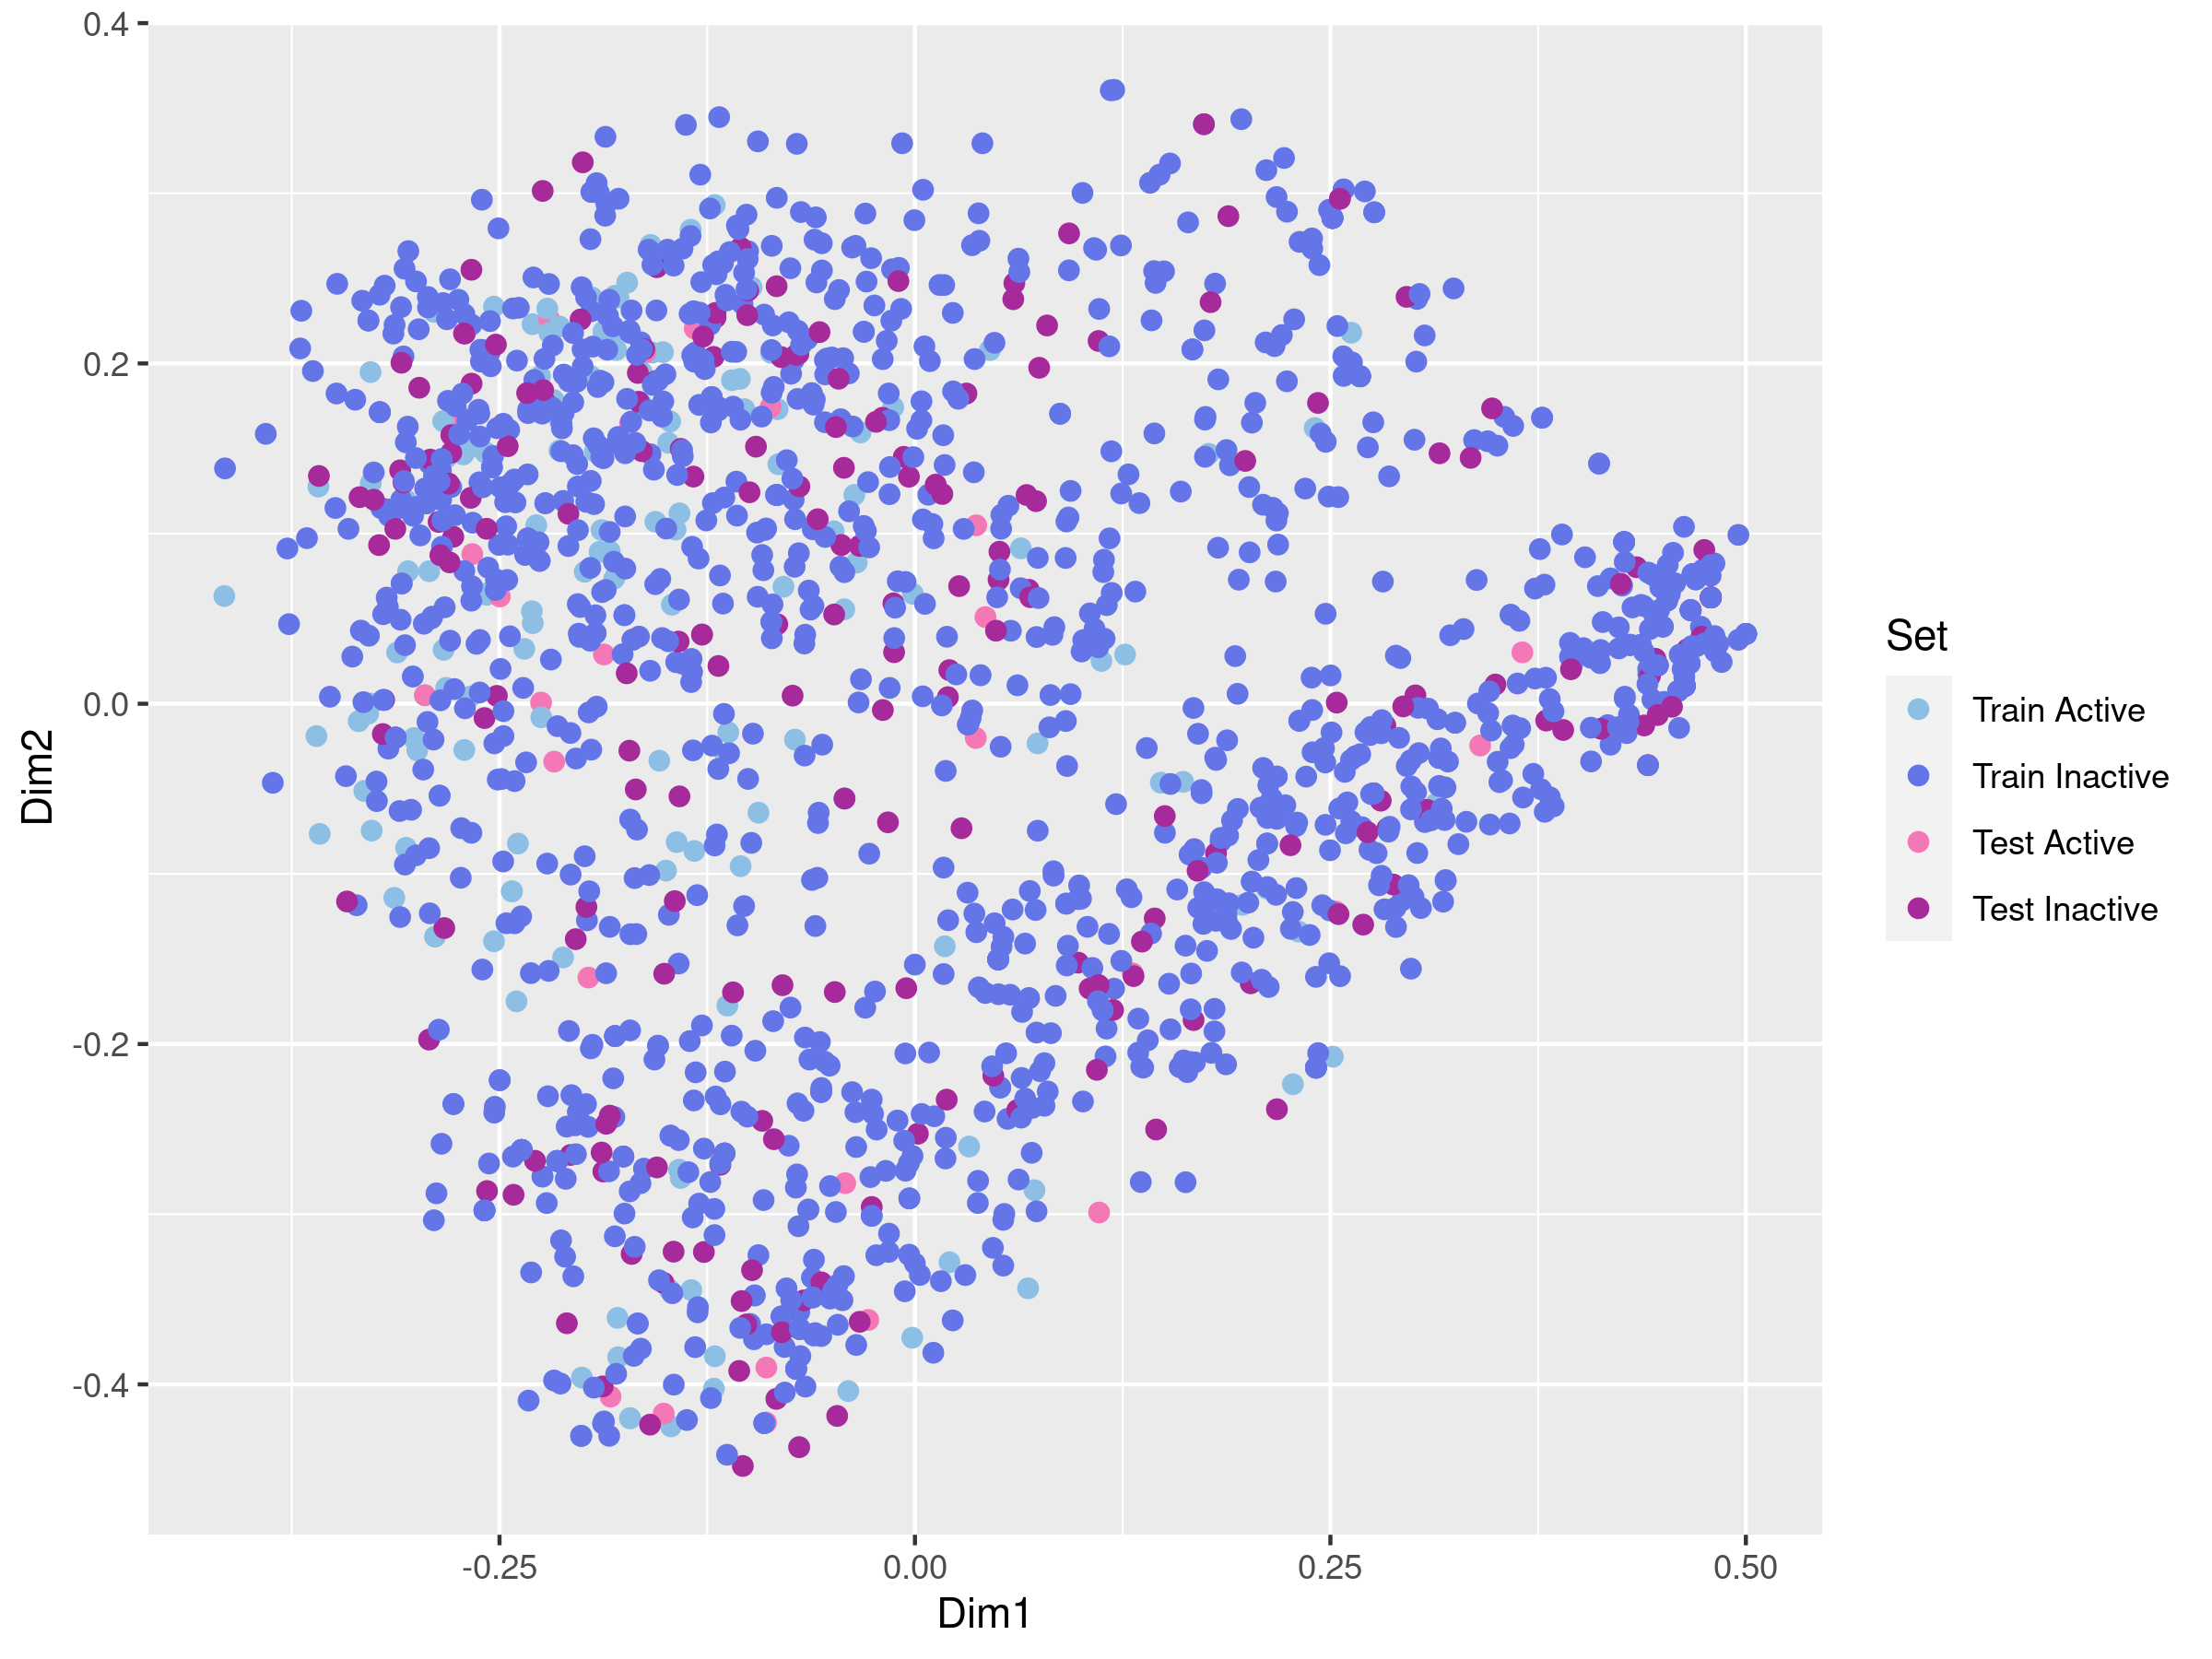 0.4
0.2
0.0
-0.2
-0.4
Dim2
-0.25
0.00
0.25
0.50
Dim1
Set
Train Active
Train Inactive
Test Active
Test Inactive